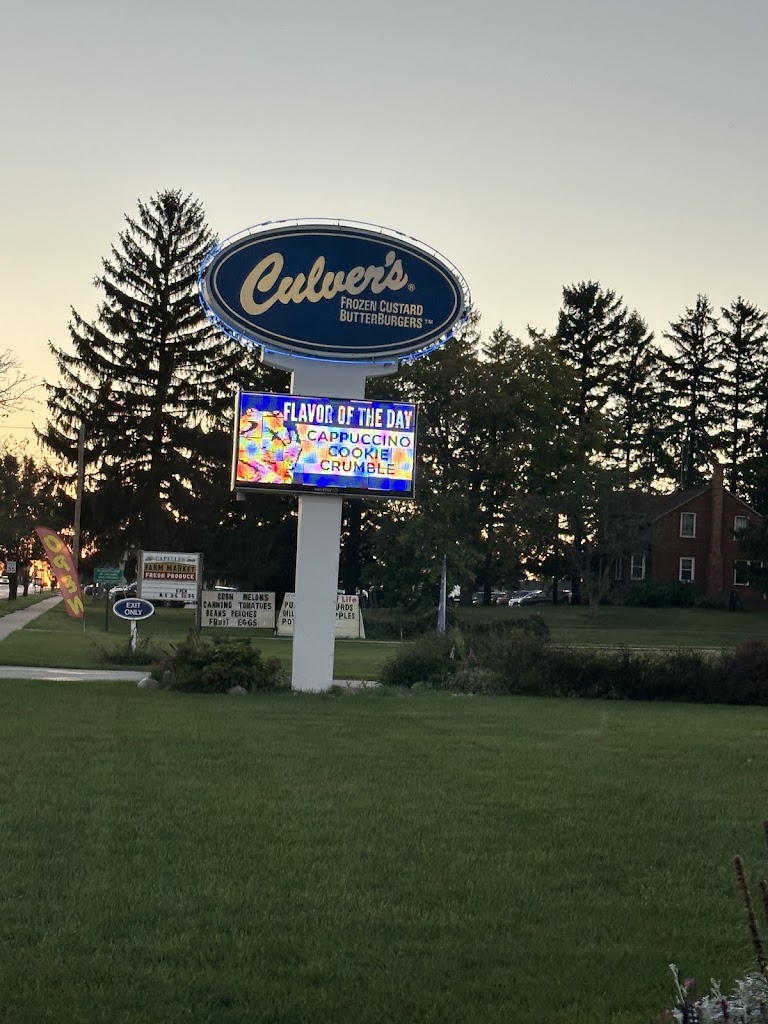 Culver's®
FROZEN CUSTARD
BUTTERBURGERS™
FLAVOR OF THE DAY
CAPPUCCINO
COOKIE
CRUMBLE
FARM MARKET
FRESH PRODUCE
EXIT
ONLY
CORN MELONS
CANNING TOMATOES
BEANS PEACHES
FRUIT EGGS
Life
OPEN